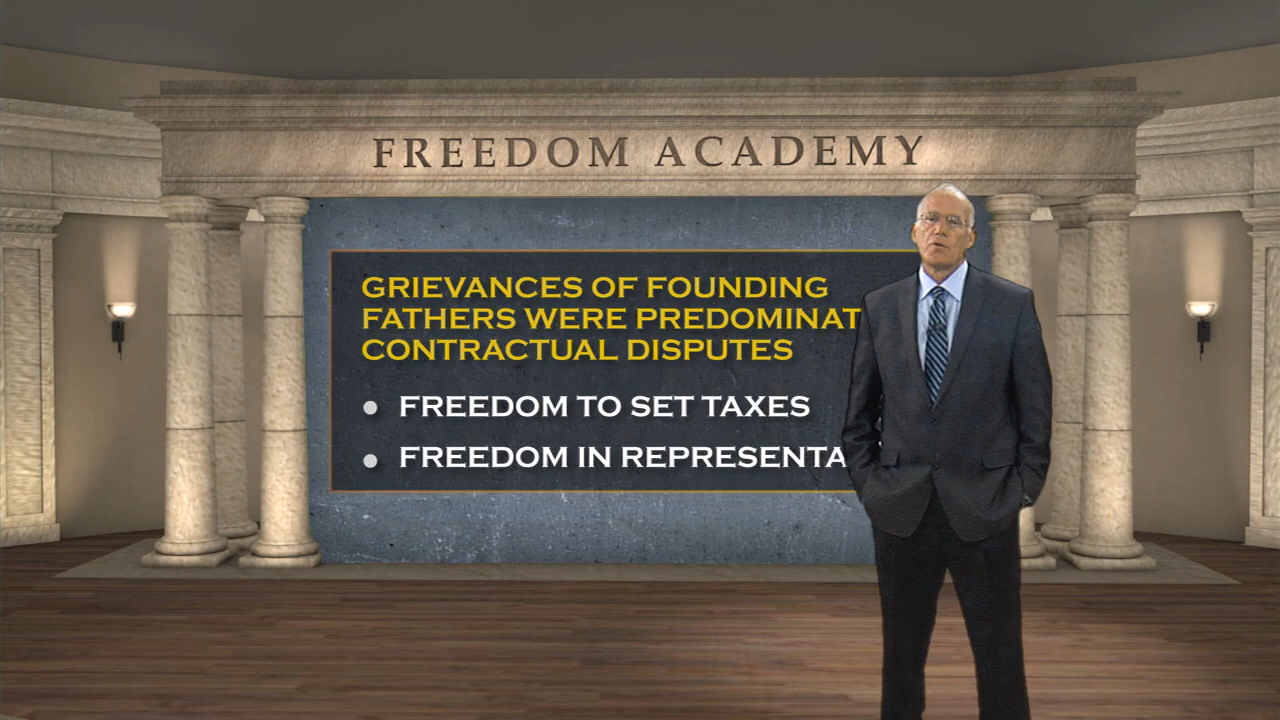 FREEDOM ACADEMY
GRIEVANCES OF FOUNDING
FATHERS WERE PREDOMINAT
CONTRACTUAL DISPUTES
FREEDOM TO SET TAXES
FREEDOM IN REPRESENTA